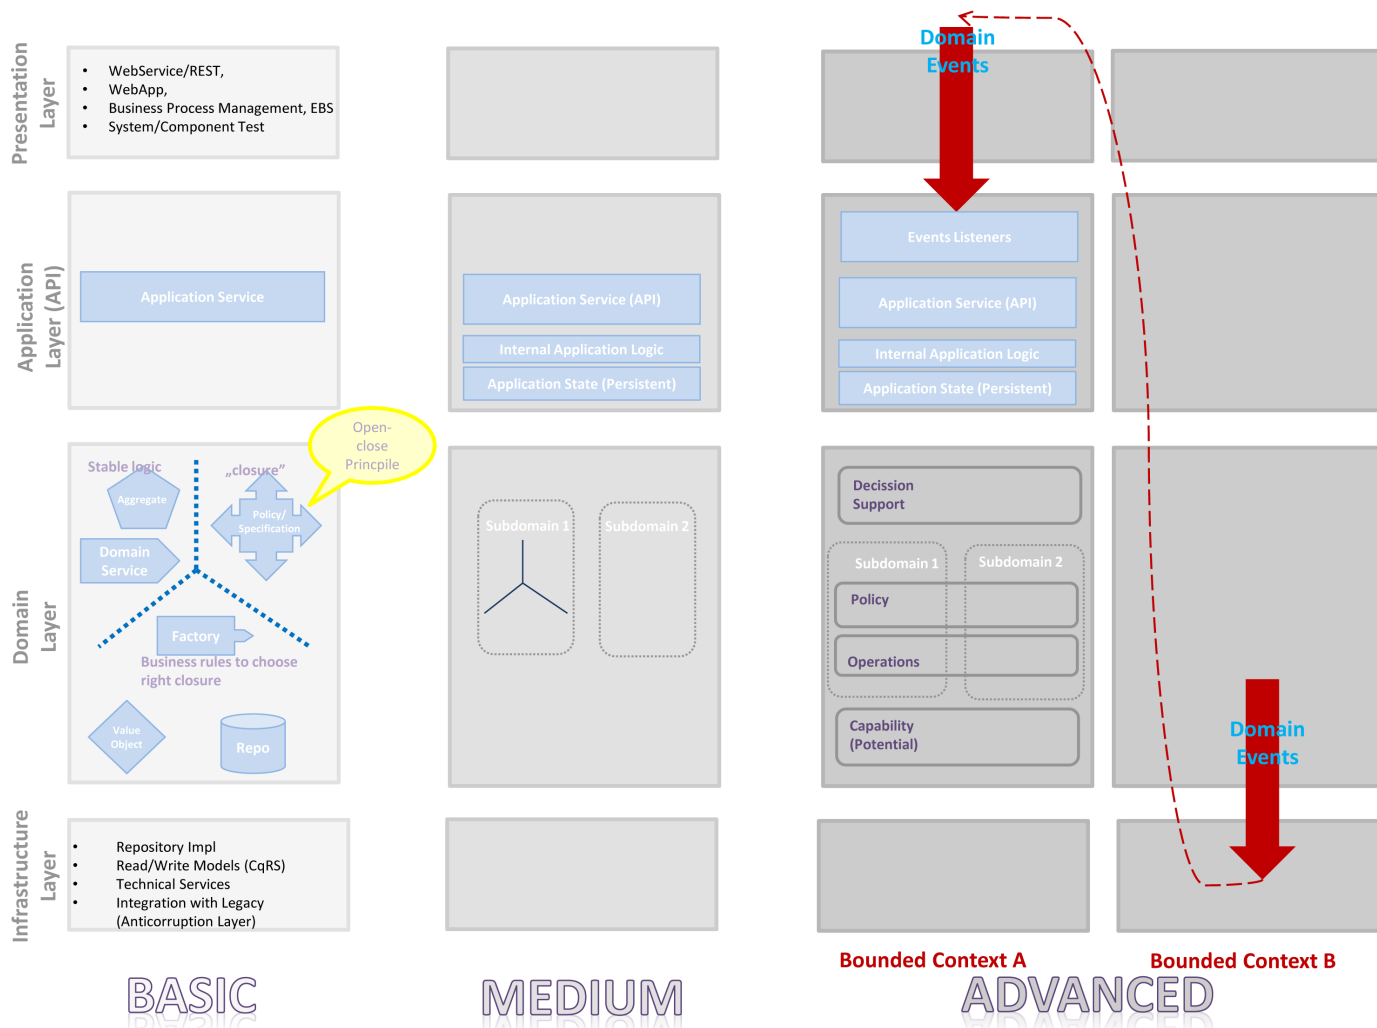 Presentation
Layer
• WebService/REST,
• WebApp,
• Business Process Management, EBS
• System/Component Test
Domain
Events
Application
Layer (API)
Application Service
Application Service (API)
Internal Application Logic
Application State (Persistent)
Events Listeners
Application Service (API)
Internal Application Logic
Application State (Persistent)
Domain
Layer
Open-
close
Princpile
Stable logic
„closure”
Aggregate
Policy/
Specification
Domain
Service
Factory
Business rules to choose
right closure
Value
Object
Repo
Subdomain 1
Subdomain 2
Decission
Support
Subdomain 1
Subdomain 2
Policy
Operations
Capability
(Potential)
Domain
Events
Infrastructure
Layer
• Repository Impl
• Read/Write Models (CqRS)
• Technical Services
• Integration with Legacy
(Anticorruption Layer)
Bounded Context A
Bounded Context B
BASIC
MEDIUM
ADVANCED